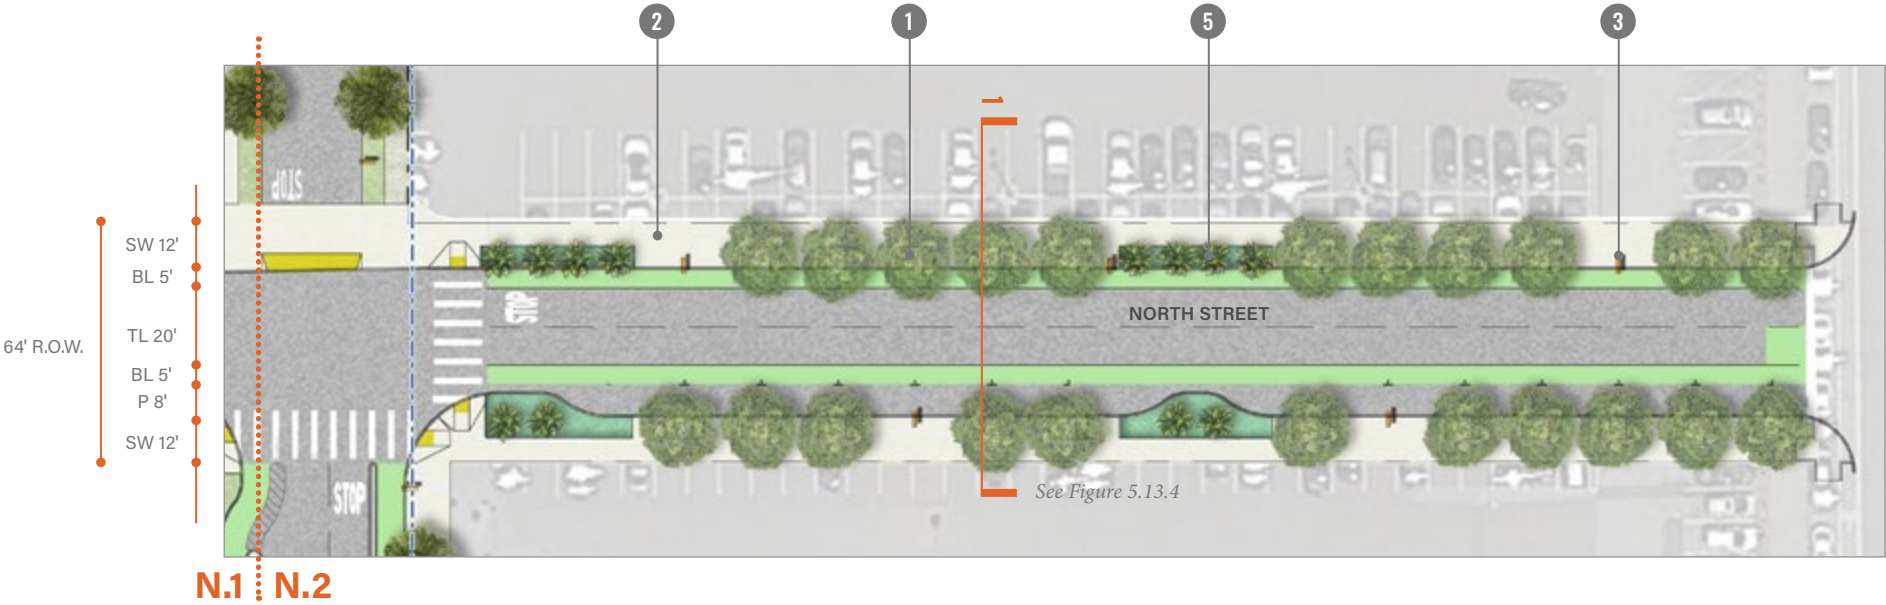 2
1
5
3
1
STOP
SW 12'
BL 5'
STOP
NORTH STREET
TL 20'
64' R.O.W.
BL 5'
P 8'
SW 12'
STOP
See Figure 5.13.4
N.1 N.2